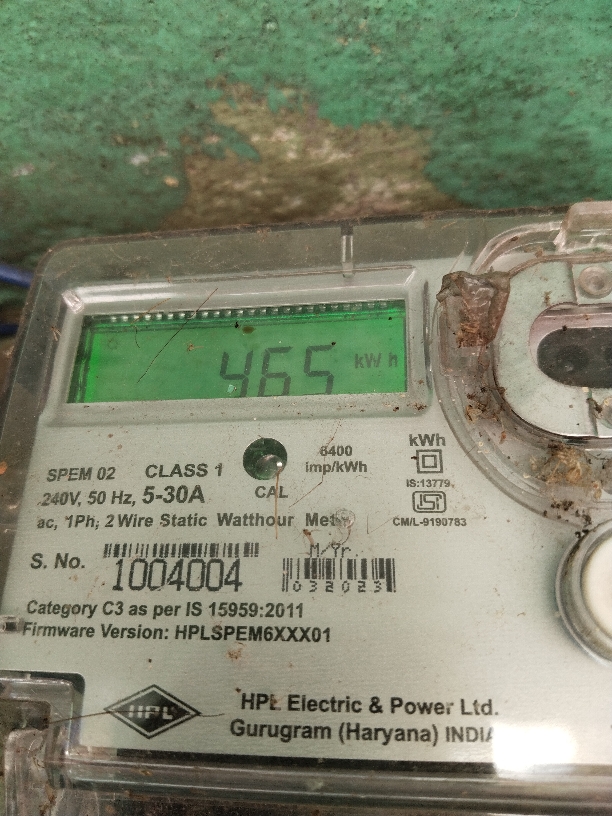 465 kWh
6400
imp/kWh
kWh
SPEM 02 CLASS 1
CAL
IS:13779
240V, 50 Hz, 5-30A
ac, 1Ph, 2 Wire Static Watthour Meter
CM/L-9190783
M/Yr.
S. No. 1004004
032023
Category C3 as per IS 15959:2011
Firmware Version: HPLSPEM6XXX01
HPL
HPL Electric & Power Ltd.
Gurugram (Haryana) INDIA